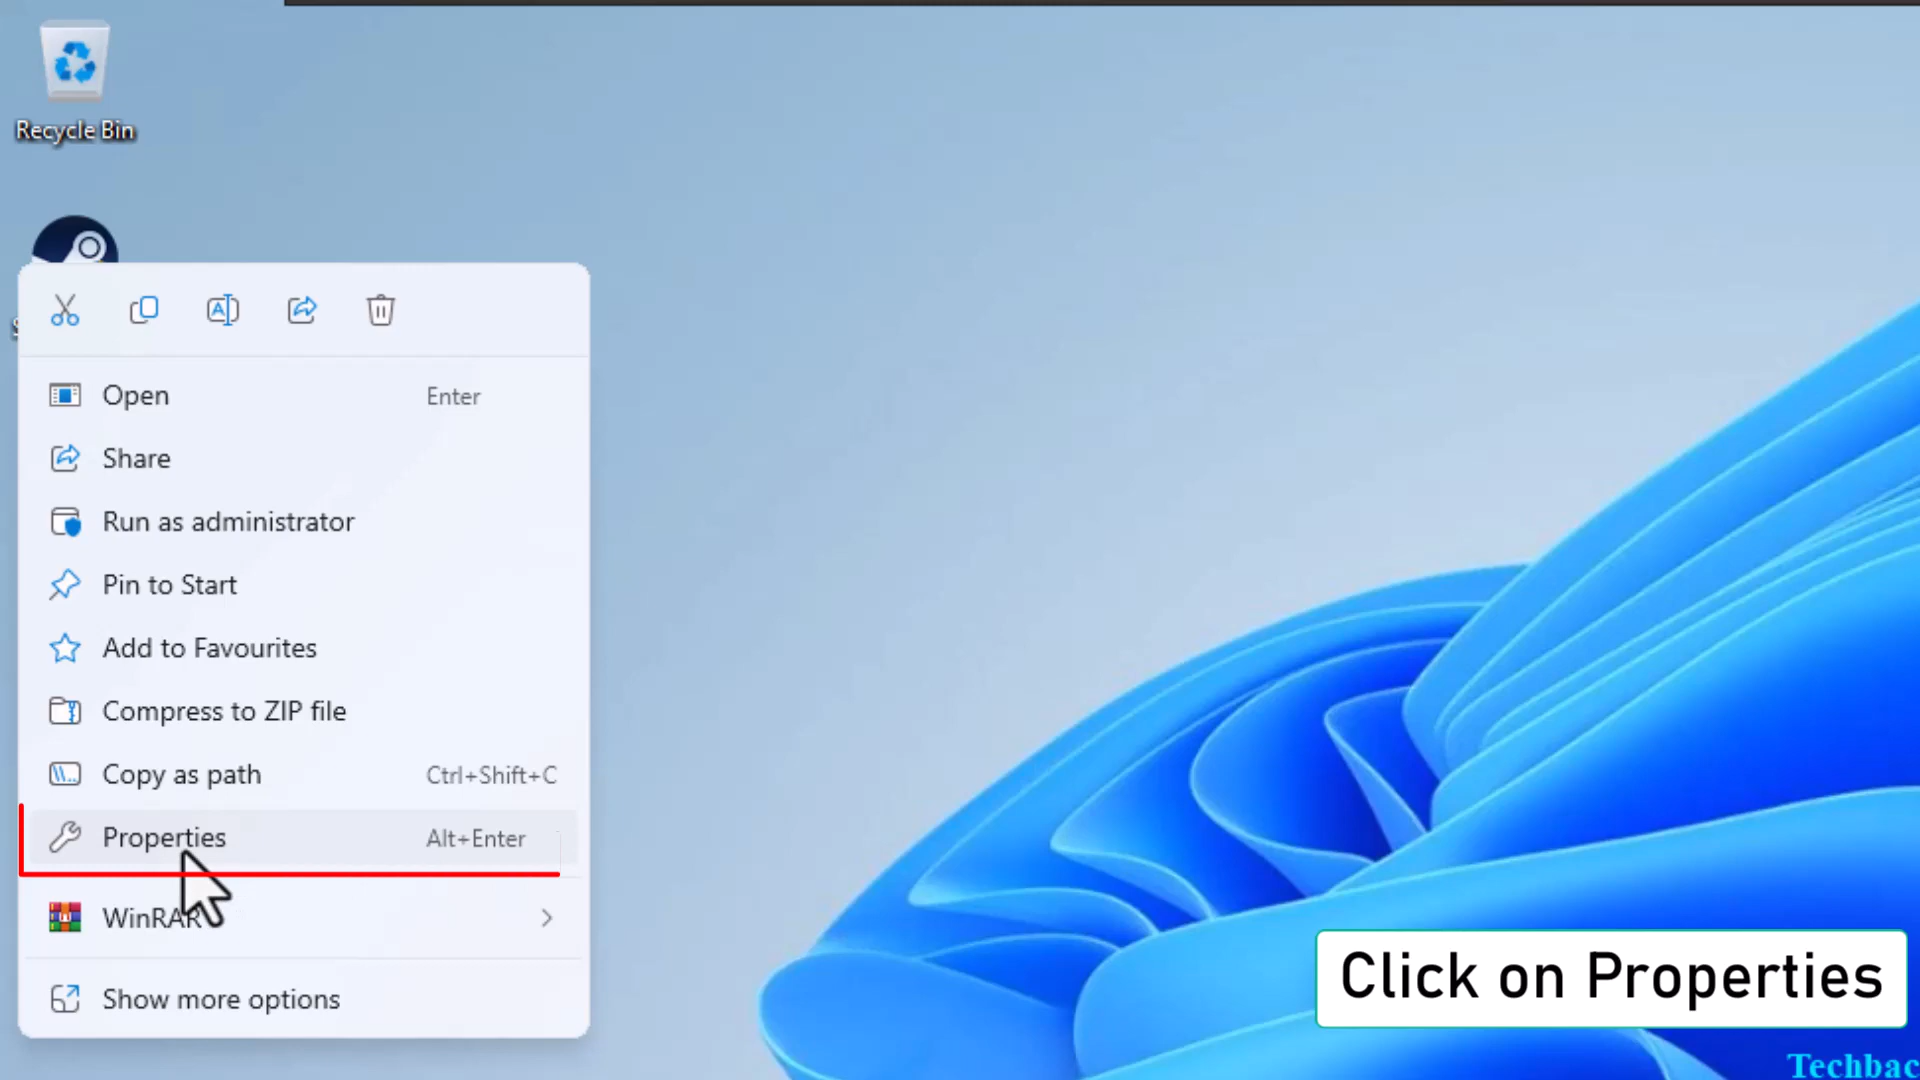 Recycle Bin
Open Enter
Share
Run as administrator
Pin to Start
Add to Favourites
Compress to ZIP file
Copy as path Ctrl+Shift+C
Properties Alt+Enter
WinRAR
Show more options
Click on Properties
Techbac